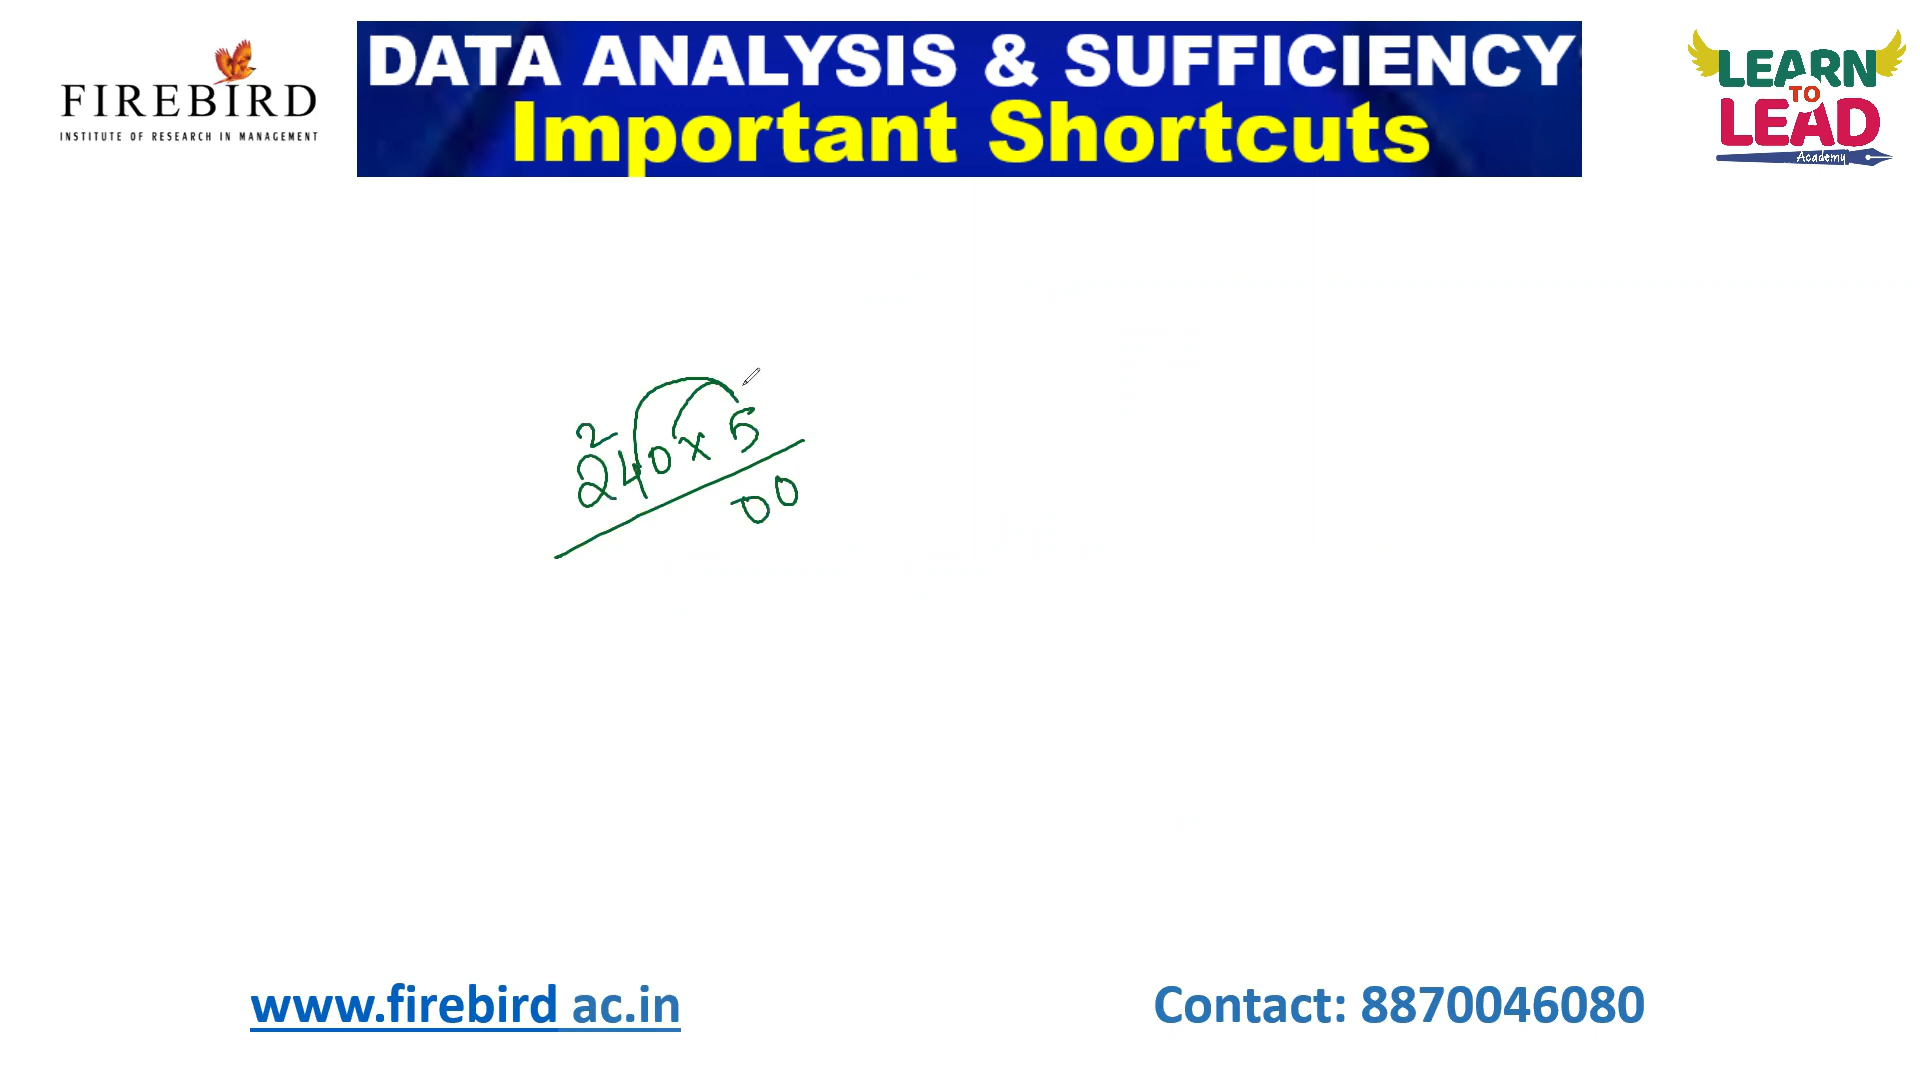 FIREBIRD
INSTITUTE OF RESEARCH IN MANAGEMENT
DATA ANALYSIS & SUFFICIENCY
Important Shortcuts
LEARN
TO
LEAD
Academy
2
240 x 5
00
www.firebird ac.in
Contact: 8870046080